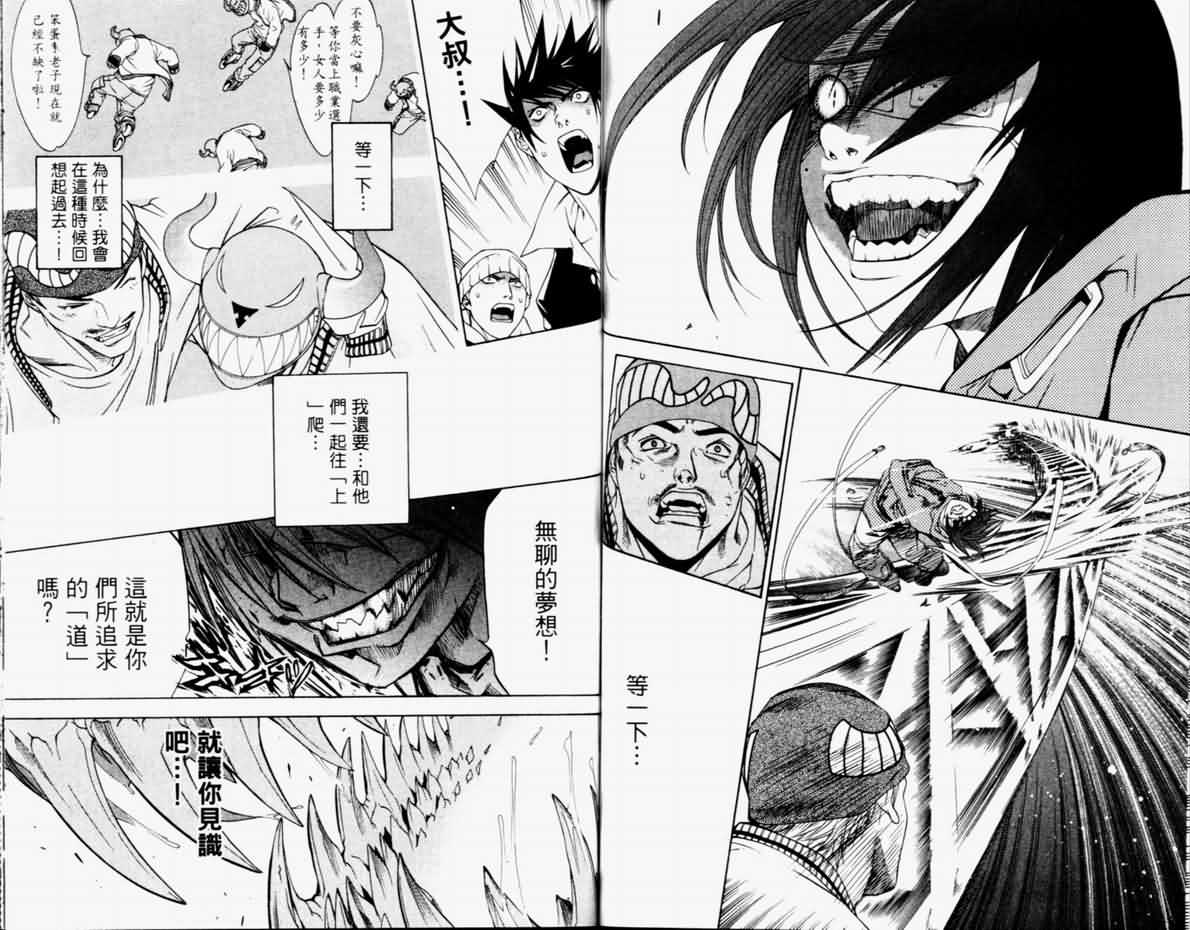 等一下…
大叔…！
不要灰心嘛！
等你當上職業選
手，女人要多少
有多少！
笨蛋！老子現在就
已經不缺了啦！
等一下…
為什麼…我會
在這種時候回
想起過去…！
我還要…和他
們一起往「上
」爬…
無聊的夢想！
這就是你
們所追求
的「道」
嗎？
就讓你見識
吧…！